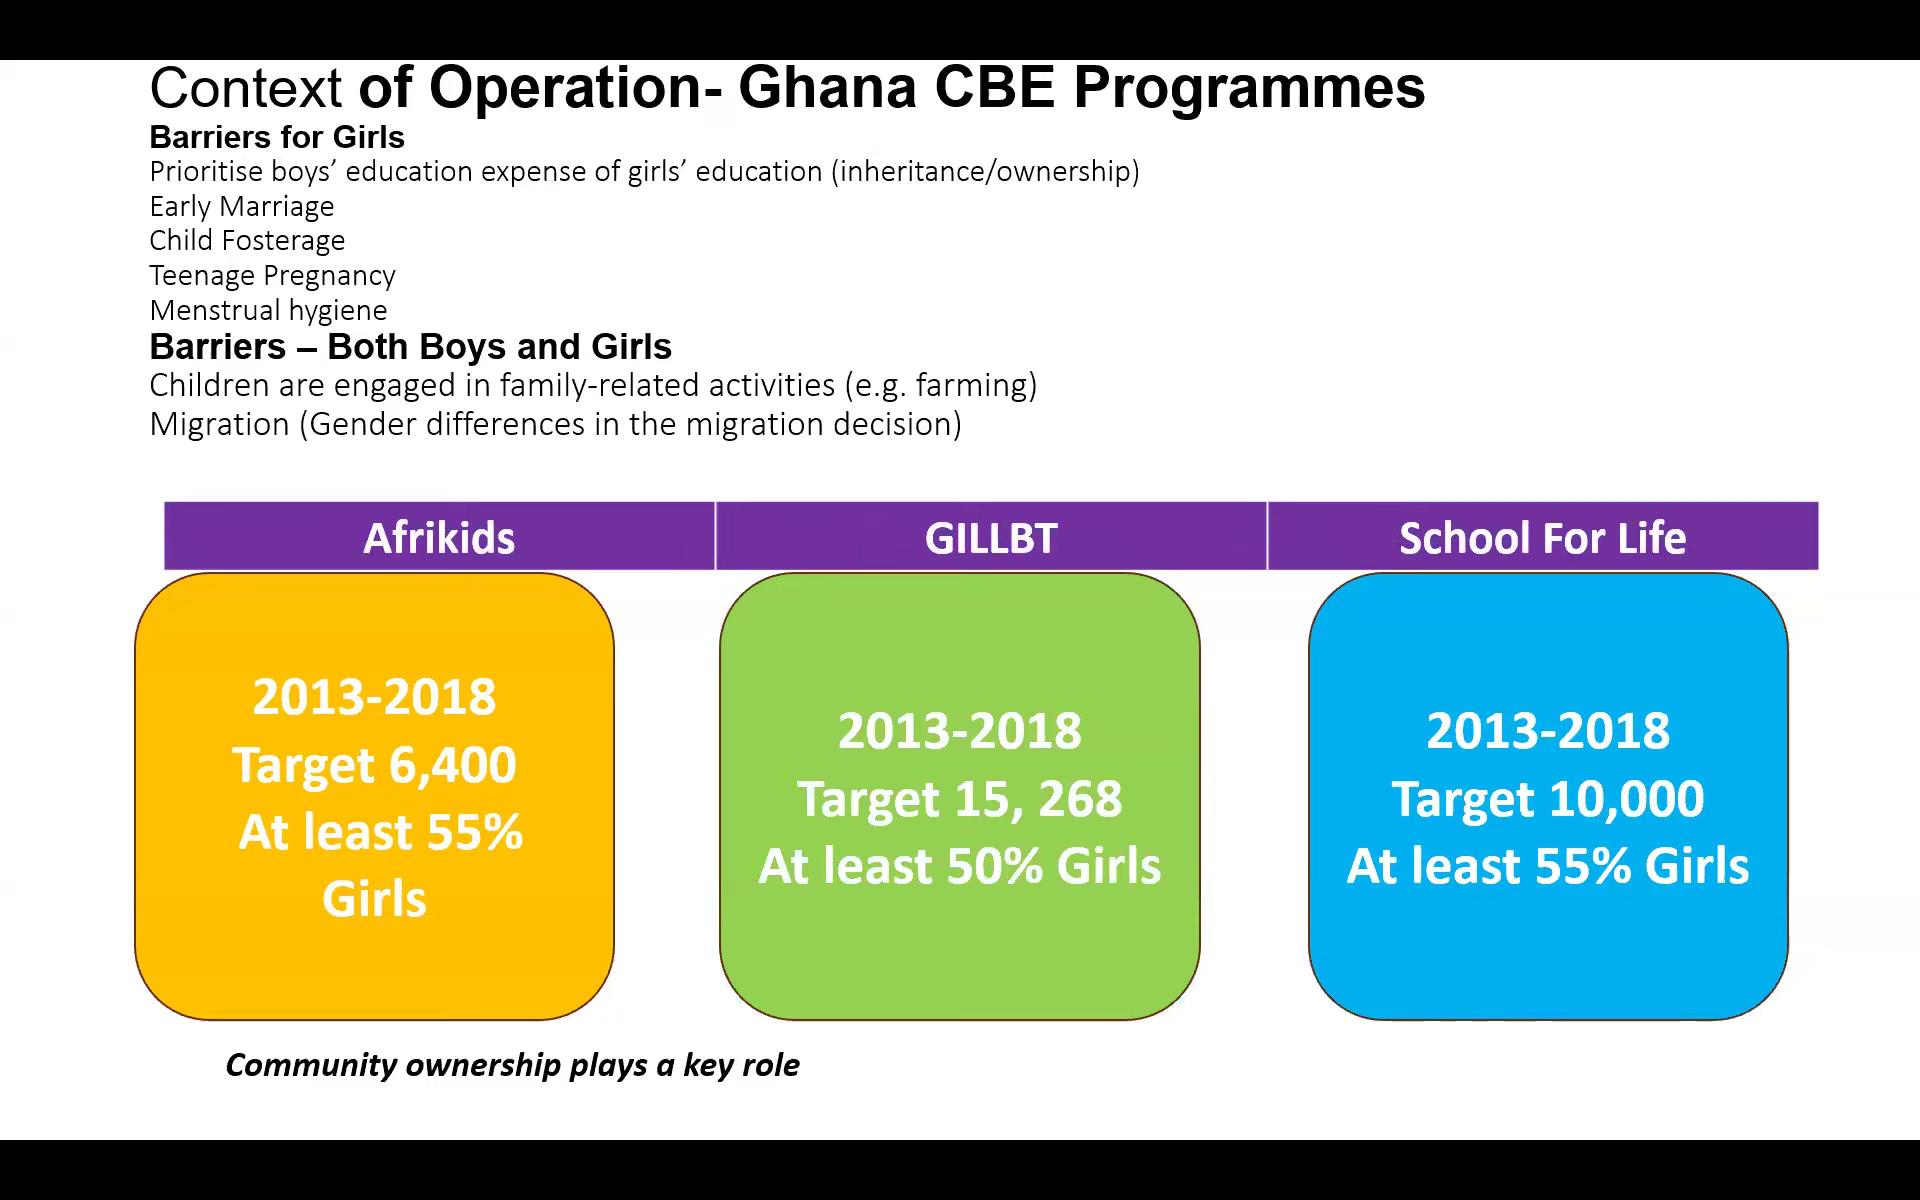 Context of Operation- Ghana CBE Programmes
Barriers for Girls
Prioritise boys’ education expense of girls’ education (inheritance/ownership)
Early Marriage
Child Fosterage
Teenage Pregnancy
Menstrual hygiene
Barriers – Both Boys and Girls
Children are engaged in family-related activities (e.g. farming)
Migration (Gender differences in the migration decision)
Afrikids
GILLBT
School For Life
2013-2018
Target 6,400
At least 55%
Girls
2013-2018
Target 15, 268
At least 50% Girls
2013-2018
Target 10,000
At least 55% Girls
Community ownership plays a key role